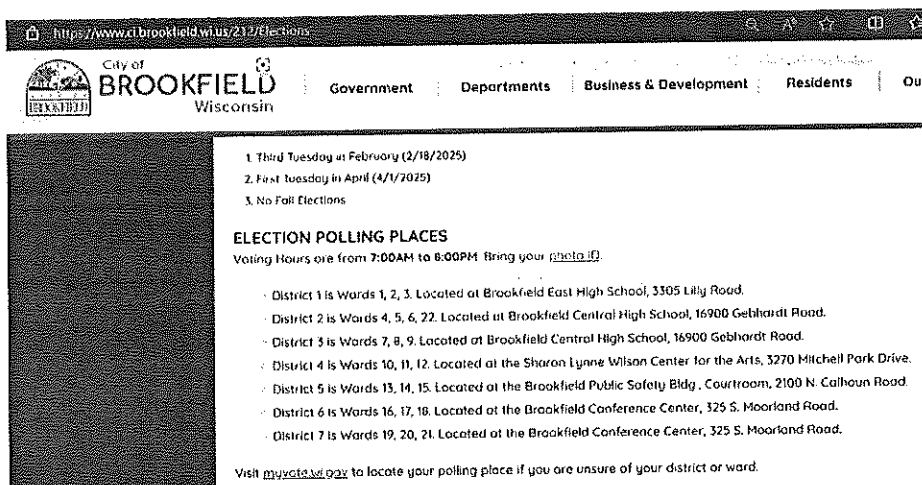 https://www.ci.brookfield.wi.us/212/Elections
City of
BROOKFIELD
Wisconsin
BROOKFIELD
Government
Departments
Business & Development
Residents
Ou
1. Third Tuesday in February (2/18/2025)
2. First Tuesday in April (4/1/2025)
3. No Fall Elections
ELECTION POLLING PLACES
Voting Hours are from 7:00AM to 8:00PM. Bring your photo ID.
· District 1 is Wards 1, 2, 3. Located at Brookfield East High School, 3305 Lilly Road.
· District 2 is Wards 4, 5, 6, 22. Located at Brookfield Central High School, 16900 Gebhardt Road.
· District 3 is Wards 7, 8, 9. Located at Brookfield Central High School, 16900 Gebhardt Road.
· District 4 is Wards 10, 11, 12. Located at the Sharon Lynne Wilson Center for the Arts, 3270 Mitchell Park Drive.
· District 5 is Wards 13, 14, 15. Located at the Brookfield Public Safety Bldg., Courtroom, 2100 N. Calhoun Road.
· District 6 is Wards 16, 17, 18. Located at the Brookfield Conference Center, 325 S. Moorland Road.
· District 7 is Wards 19, 20, 21. Located at the Brookfield Conference Center, 325 S. Moorland Road.
Visit myvote.wi.gov to locate your polling place if you are unsure of your district or ward.